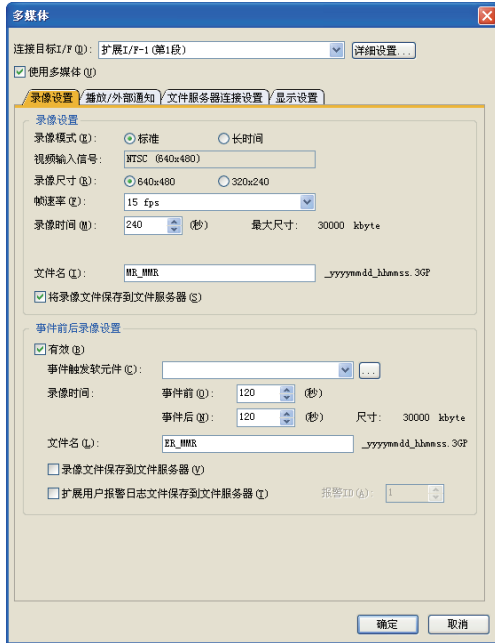 多媒体
连接目标I/F(D): 扩展I/F-1(第1段) 详细设置...
使用多媒体(U)
录像设置 播放/外部通知 文件服务器连接设置 显示设置
录像设置
录像模式(E): 标准 长时间
视频输入信号: NTSC (640x480)
录像尺寸(R): 640x480 320x240
帧速率(F): 15 fps
录像时间(M): 240 (秒) 最大尺寸: 30000 kbyte
文件名(I): MR_MMR _yyyymmdd_hhmmss.3GP
将录像文件保存到文件服务器(S)
事件前后录像设置
有效(B)
事件触发软元件(C): ...
录像时间: 事件前(O): 120 (秒)
事件后(N): 120 (秒) 尺寸: 30000 kbyte
文件名(L): ER_MMR _yyyymmdd_hhmmss.3GP
录像文件保存到文件服务器(V)
扩展用户报警日志文件保存到文件服务器(T) 报警ID(A): 1
确定 取消